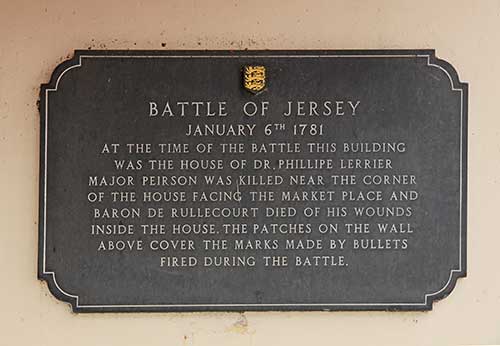 BATTLE OF JERSEY
JANUARY 6TH 1781
AT THE TIME OF THE BATTLE THIS BUILDING
WAS THE HOUSE OF DR. PHILLIPE LERRIER
MAJOR PEIRSON WAS KILLED NEAR THE CORNER
OF THE HOUSE FACING THE MARKET PLACE AND
BARON DE RULLECOURT DIED OF HIS WOUNDS
INSIDE THE HOUSE. THE PATCHES ON THE WALL
ABOVE COVER THE MARKS MADE BY BULLETS
FIRED DURING THE BATTLE.